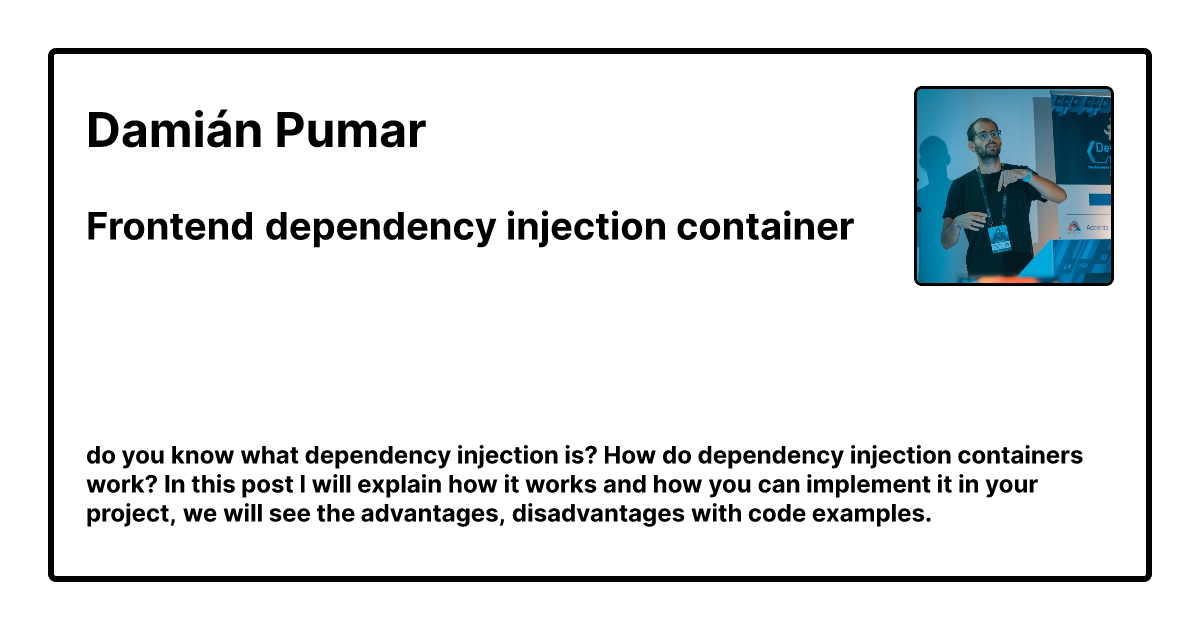 Damián Pumar
Frontend dependency injection container
do you know what dependency injection is? How do dependency injection containers
work? In this post I will explain how it works and how you can implement it in your
project, we will see the advantages, disadvantages with code examples.